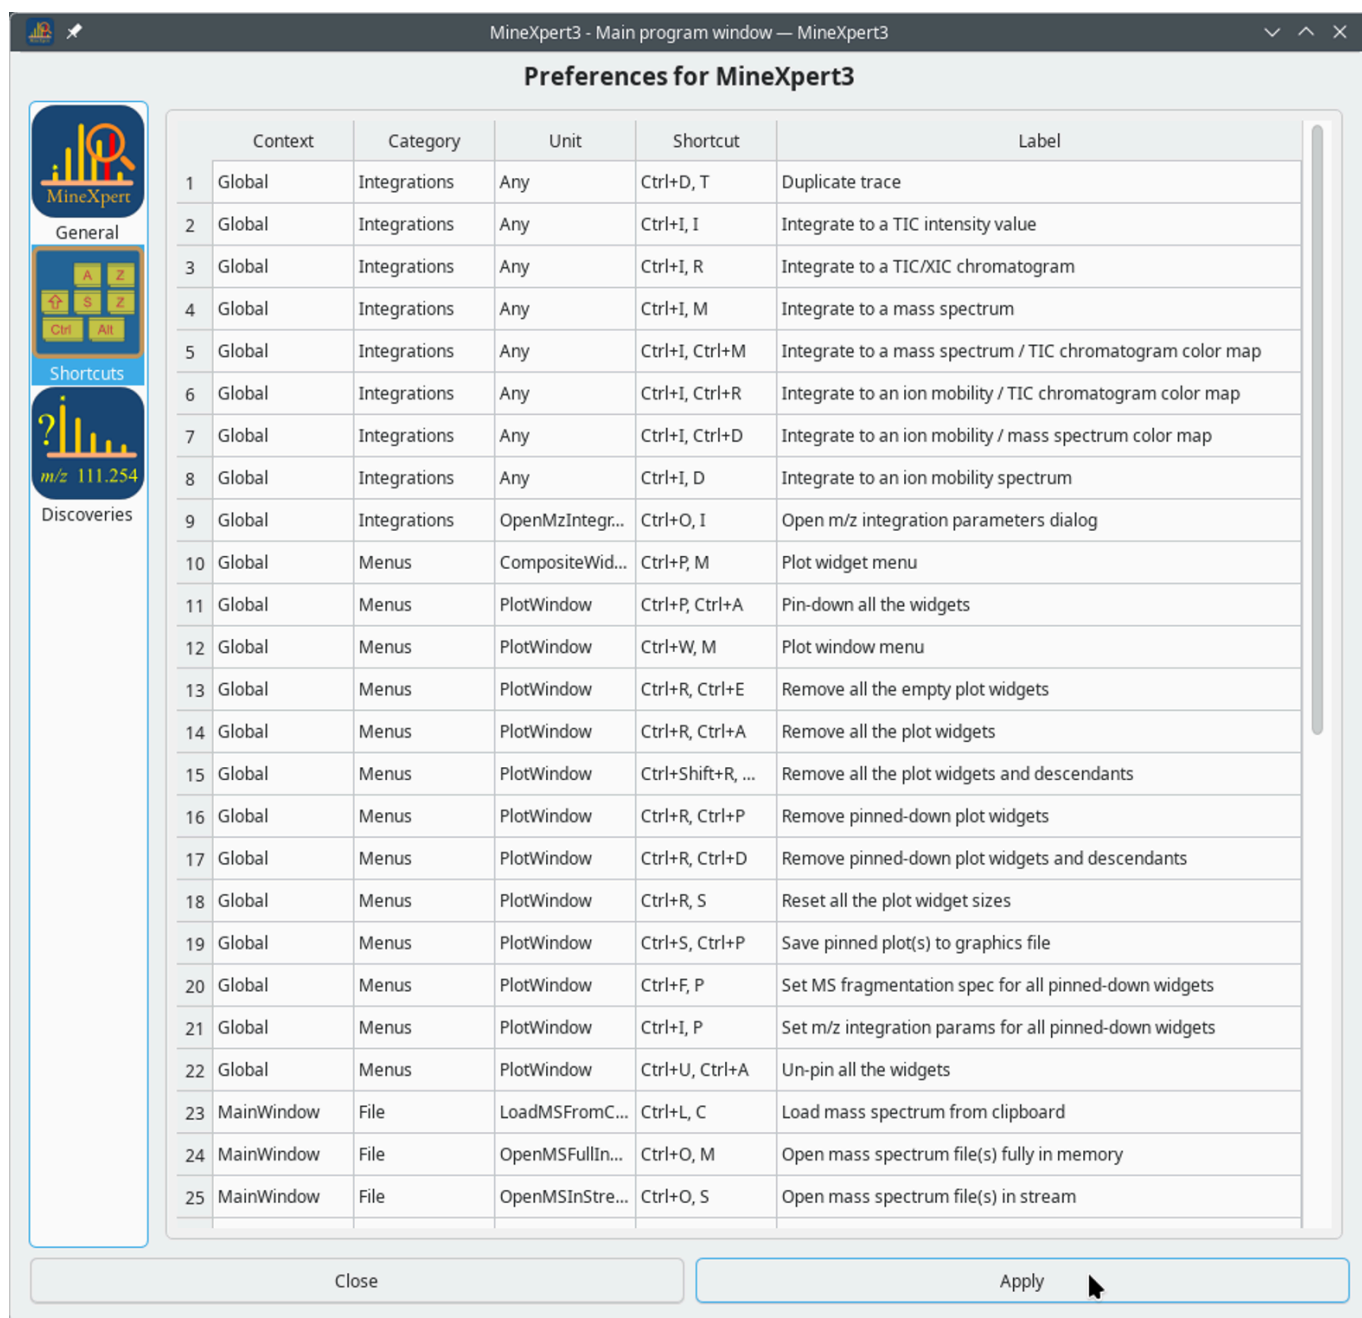 MineXpert3 - Main program window — MineXpert3
Preferences for MineXpert3
MineXpert
General
A Z
S Z
Ctrl Alt
Shortcuts
?
m/z 111.254
Discoveries
Context Category Unit Shortcut Label
1 Global Integrations Any Ctrl+D, T Duplicate trace
2 Global Integrations Any Ctrl+I, I Integrate to a TIC intensity value
3 Global Integrations Any Ctrl+I, R Integrate to a TIC/XIC chromatogram
4 Global Integrations Any Ctrl+I, M Integrate to a mass spectrum
5 Global Integrations Any Ctrl+I, Ctrl+M Integrate to a mass spectrum / TIC chromatogram color map
6 Global Integrations Any Ctrl+I, Ctrl+R Integrate to an ion mobility / TIC chromatogram color map
7 Global Integrations Any Ctrl+I, Ctrl+D Integrate to an ion mobility / mass spectrum color map
8 Global Integrations Any Ctrl+I, D Integrate to an ion mobility spectrum
9 Global Integrations OpenMzIntegr... Ctrl+O, I Open m/z integration parameters dialog
10 Global Menus CompositeWid... Ctrl+P, M Plot widget menu
11 Global Menus PlotWindow Ctrl+P, Ctrl+A Pin-down all the widgets
12 Global Menus PlotWindow Ctrl+W, M Plot window menu
13 Global Menus PlotWindow Ctrl+R, Ctrl+E Remove all the empty plot widgets
14 Global Menus PlotWindow Ctrl+R, Ctrl+A Remove all the plot widgets
15 Global Menus PlotWindow Ctrl+Shift+R, ... Remove all the plot widgets and descendants
16 Global Menus PlotWindow Ctrl+R, Ctrl+P Remove pinned-down plot widgets
17 Global Menus PlotWindow Ctrl+R, Ctrl+D Remove pinned-down plot widgets and descendants
18 Global Menus PlotWindow Ctrl+R, S Reset all the plot widget sizes
19 Global Menus PlotWindow Ctrl+S, Ctrl+P Save pinned plot(s) to graphics file
20 Global Menus PlotWindow Ctrl+F, P Set MS fragmentation spec for all pinned-down widgets
21 Global Menus PlotWindow Ctrl+I, P Set m/z integration params for all pinned-down widgets
22 Global Menus PlotWindow Ctrl+U, Ctrl+A Un-pin all the widgets
23 MainWindow File LoadMSFromC... Ctrl+L, C Load mass spectrum from clipboard
24 MainWindow File OpenMSFullIn... Ctrl+O, M Open mass spectrum file(s) fully in memory
25 MainWindow File OpenMSInStre... Ctrl+O, S Open mass spectrum file(s) in stream
Close Apply